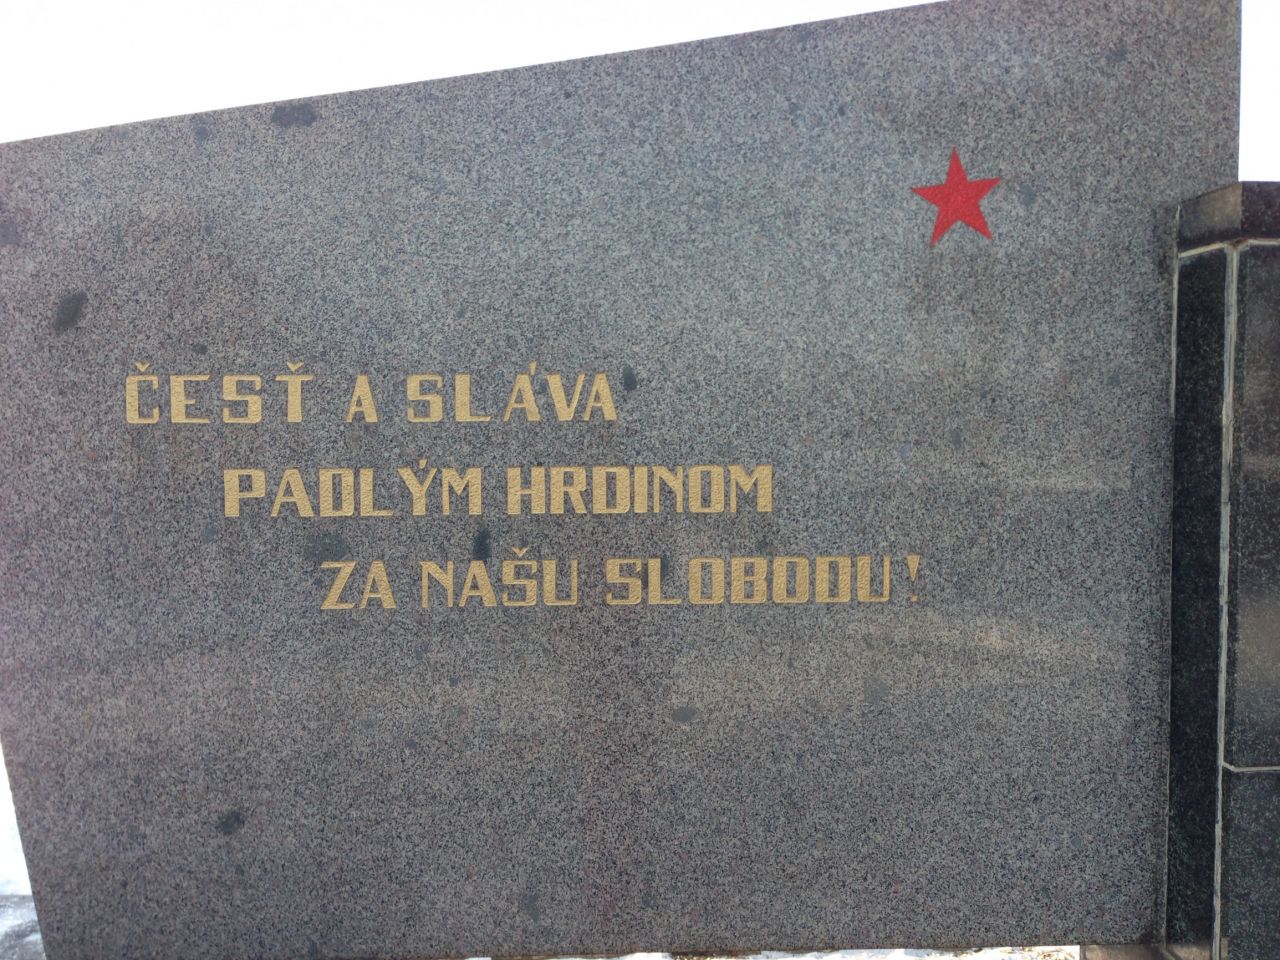 ČESŤ A SLÁVA
PADLÝM HRDINOM
ZA NAŠU SLOBODU!